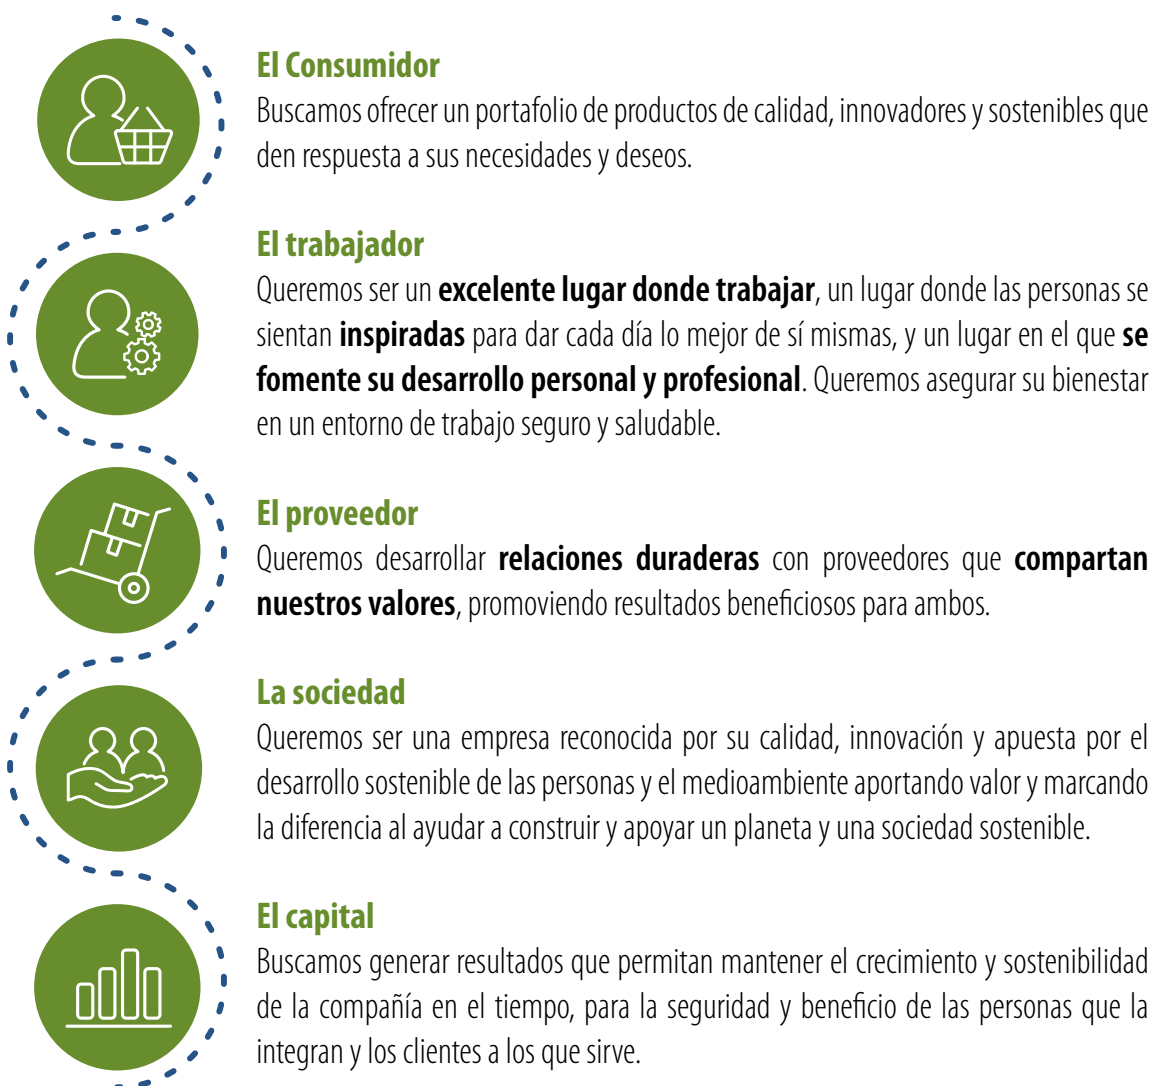 El Consumidor
Buscamos ofrecer un portafolio de productos de calidad, innovadores y sostenibles que
den respuesta a sus necesidades y deseos.
El trabajador
Queremos ser un excelente lugar donde trabajar, un lugar donde las personas se
sientan inspiradas para dar cada día lo mejor de sí mismas, y un lugar en el que se
fomente su desarrollo personal y profesional. Queremos asegurar su bienestar
en un entorno de trabajo seguro y saludable.
El proveedor
Queremos desarrollar relaciones duraderas con proveedores que compartan
nuestros valores, promoviendo resultados beneficiosos para ambos.
La sociedad
Queremos ser una empresa reconocida por su calidad, innovación y apuesta por el
desarrollo sostenible de las personas y el medioambiente aportando valor y marcando
la diferencia al ayudar a construir y apoyar un planeta y una sociedad sostenible.
El capital
Buscamos generar resultados que permitan mantener el crecimiento y sostenibilidad
de la compañía en el tiempo, para la seguridad y beneficio de las personas que la
integran y los clientes a los que sirve.